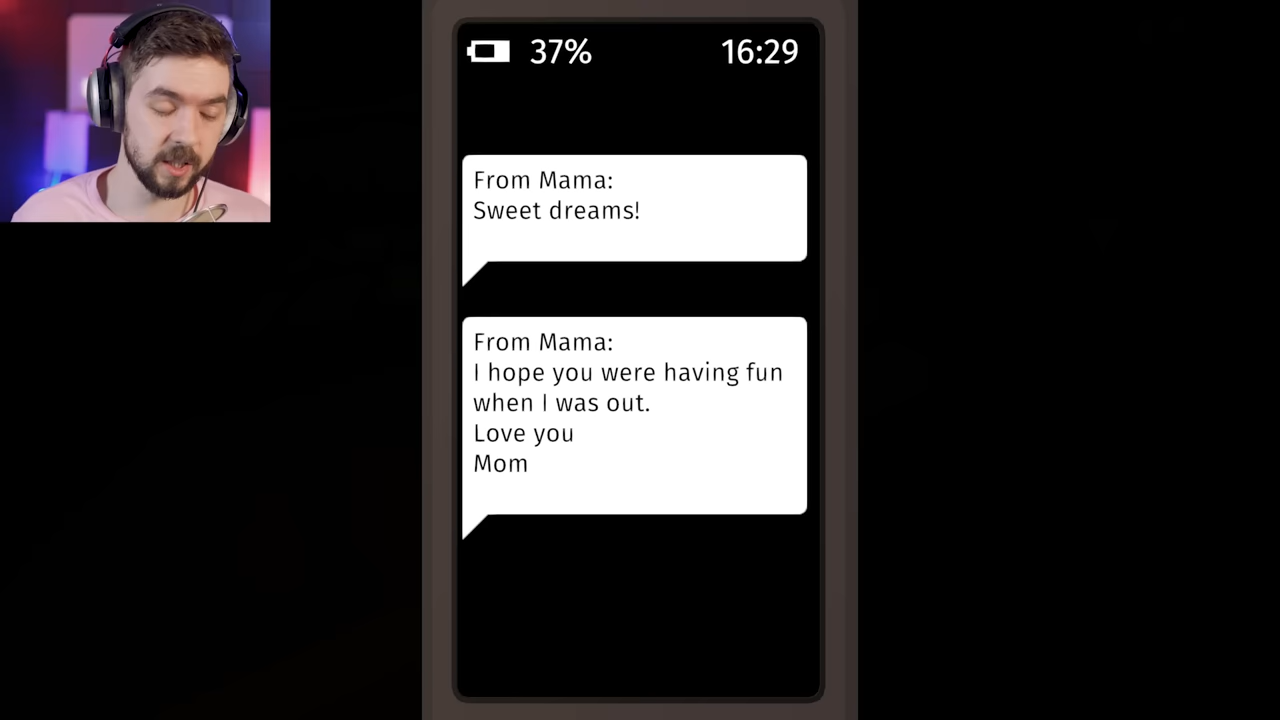 37% 16:29
From Mama:
Sweet dreams!
From Mama:
I hope you were having fun
when I was out.
Love you
Mom